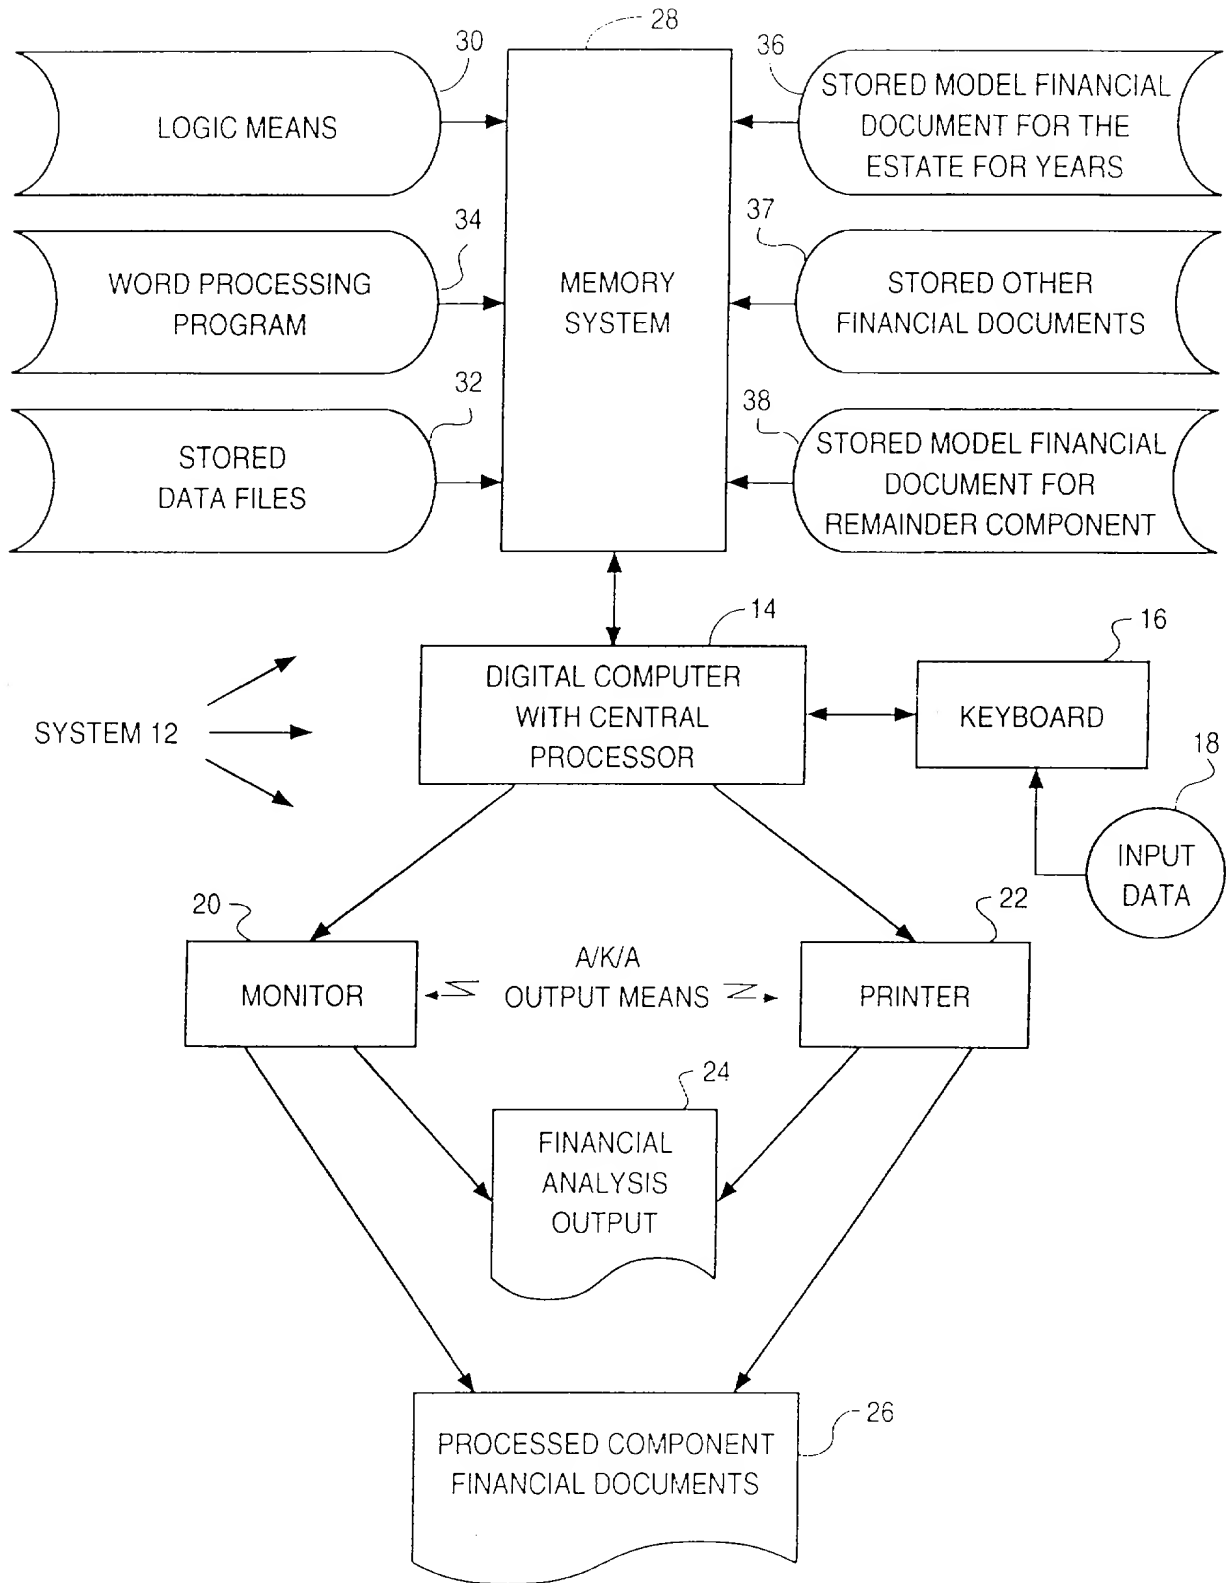 28
30
LOGIC MEANS
34
WORD PROCESSING
PROGRAM
32
STORED
DATA FILES
MEMORY
SYSTEM
36
STORED MODEL FINANCIAL
DOCUMENT FOR THE
ESTATE FOR YEARS
37
STORED OTHER
FINANCIAL DOCUMENTS
38
STORED MODEL FINANCIAL
DOCUMENT FOR
REMAINDER COMPONENT
14
DIGITAL COMPUTER
WITH CENTRAL
PROCESSOR
16
KEYBOARD
SYSTEM 12
18
INPUT
DATA
20
MONITOR
A/K/A
OUTPUT MEANS
22
PRINTER
24
FINANCIAL
ANALYSIS
OUTPUT
26
PROCESSED COMPONENT
FINANCIAL DOCUMENTS